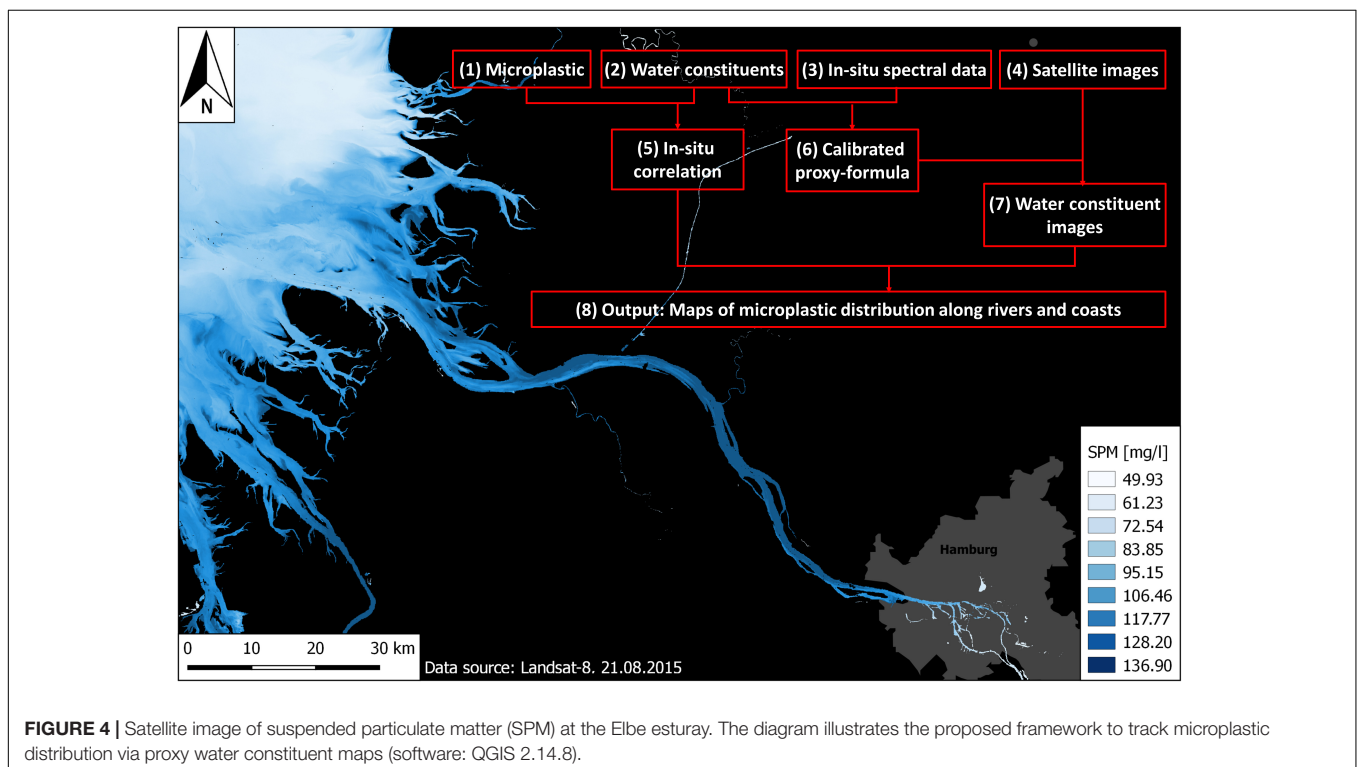 N
(1) Microplastic
(2) Water constituents
(3) In-situ spectral data
(4) Satellite images
(5) In-situ
correlation
(6) Calibrated
proxy-formula
(7) Water constituent
images
(8) Output: Maps of microplastic distribution along rivers and coasts
SPM [mg/l]
49.93
61.23
72.54
83.85
95.15
106.46
117.77
128.20
136.90
Hamburg
0 10 20 30 km
Data source: Landsat-8. 21.08.2015
FIGURE 4 | Satellite image of suspended particulate matter (SPM) at the Elbe esturay. The diagram illustrates the proposed framework to track microplastic
distribution via proxy water constituent maps (software: QGIS 2.14.8).